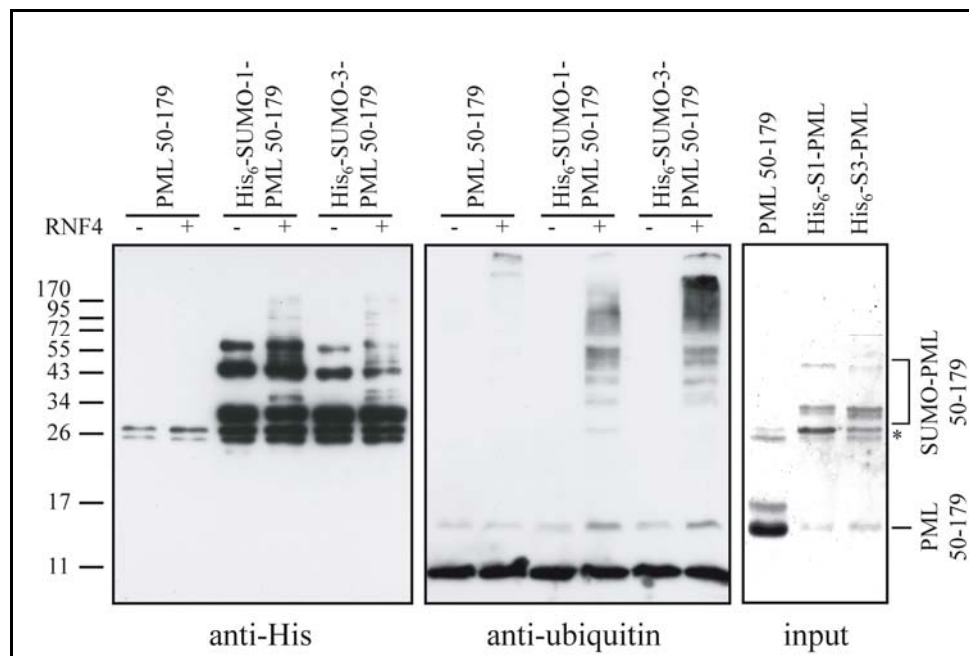 PML 50-179
His6-SUMO-1-
PML 50-179
His6-SUMO-3-
PML 50-179
PML 50-179
His6-SUMO-1-
PML 50-179
His6-SUMO-3-
PML 50-179
PML 50-179
His6-S1-PML
His6-S3-PML
RNF4 - + - + - + - + - + - +
170
95
72
55
43
34
26
17
11
SUMO-PML
50-179
*
PML
50-179
anti-His anti-ubiquitin input